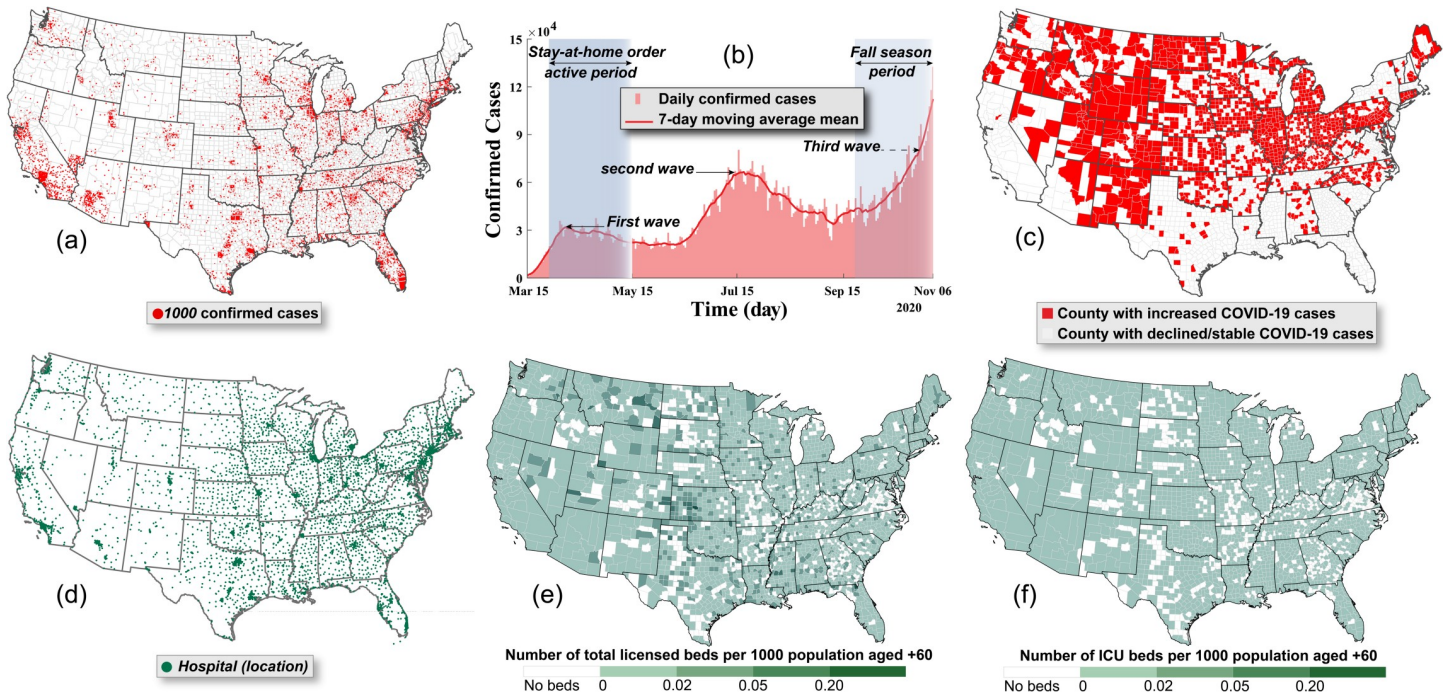 (a)
1000 confirmed cases
× 10⁴
15
12
9
6
3
0
Confirmed Cases
Stay-at-home order
active period
(b)
Fall season
period
Daily confirmed cases
7-day moving average mean
Third wave
second wave
First wave
Mar 15
May 15
Jul 15
Sep 15
Nov 06
2020
Time (day)
(c)
County with increased COVID-19 cases
County with declined/stable COVID-19 cases
(d)
Hospital (location)
(e)
Number of total licensed beds per 1000 population aged +60
No beds 0 0.02 0.05 0.20
(f)
Number of ICU beds per 1000 population aged +60
No beds 0 0.02 0.05 0.20